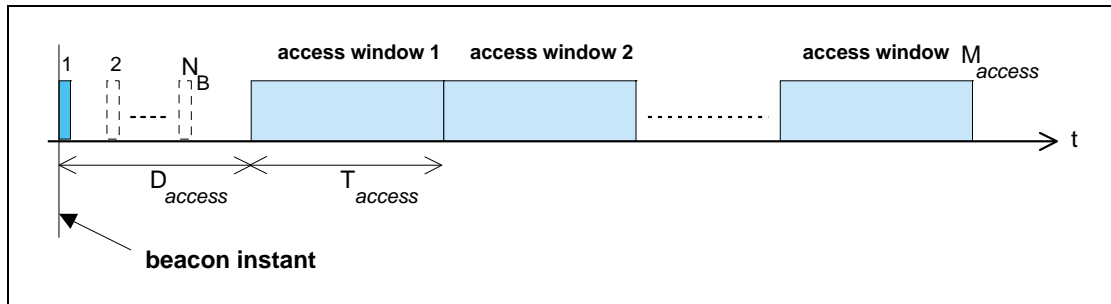 access window 1 access window 2 access window M access
1 2 N B
t
D access T access
beacon instant